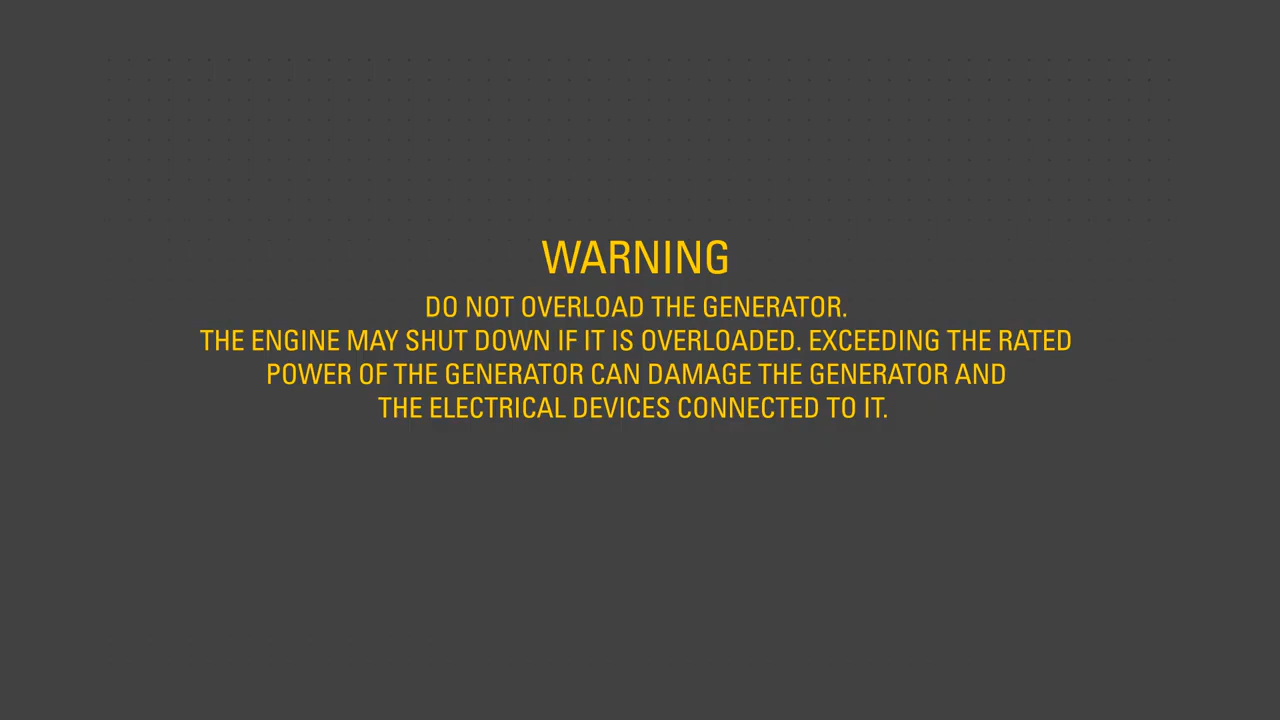 WARNING
DO NOT OVERLOAD THE GENERATOR.
THE ENGINE MAY SHUT DOWN IF IT IS OVERLOADED. EXCEEDING THE RATED
POWER OF THE GENERATOR CAN DAMAGE THE GENERATOR AND
THE ELECTRICAL DEVICES CONNECTED TO IT.